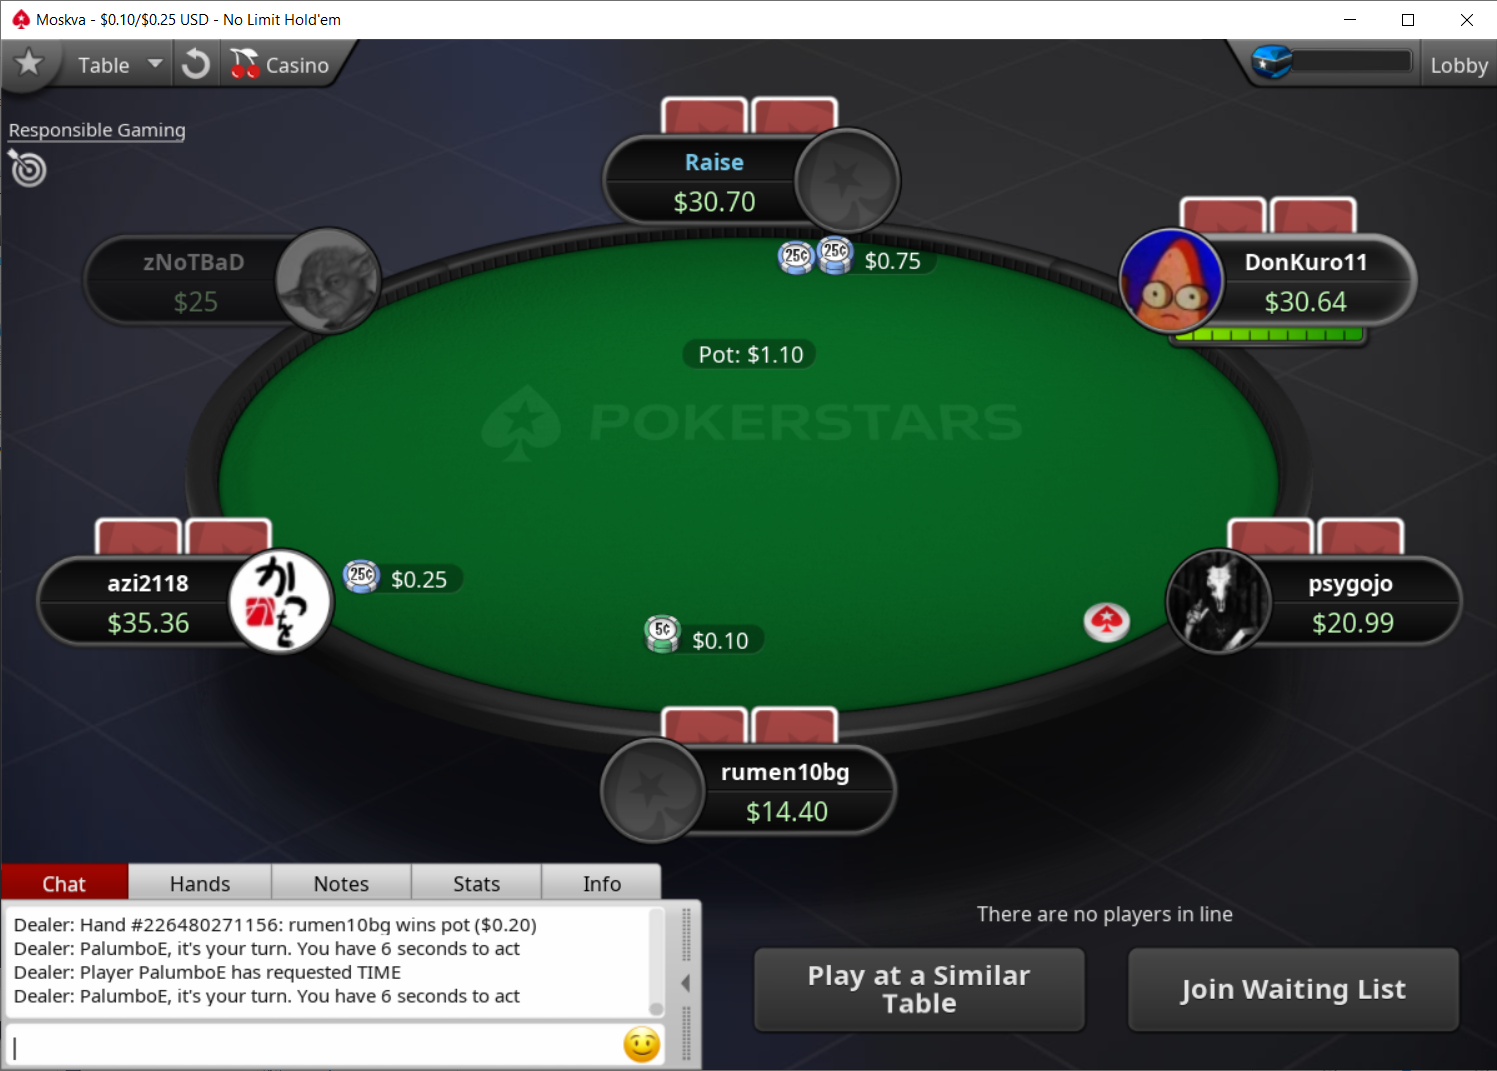 Moskva - $0.10/$0.25 USD - No Limit Hold'em
Table
Casino
Lobby
Responsible Gaming
Raise
$30.70
zNoTBaD
$25
DonKuro11
$30.64
25¢
25¢
$0.75
Pot: $1.10
POKERSTARS
azi2118
$35.36
かつを
25¢
$0.25
5¢
$0.10
psygojo
$20.99
rumen10bg
$14.40
Chat
Hands
Notes
Stats
Info
Dealer: Hand #226480271156: rumen10bg wins pot ($0.20)
Dealer: PalumboE, it's your turn. You have 6 seconds to act
Dealer: Player PalumboE has requested TIME
Dealer: PalumboE, it's your turn. You have 6 seconds to act
There are no players in line
Play at a Similar
Table
Join Waiting List